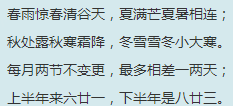 春雨惊春清谷天，夏满芒夏暑相连；
秋处露秋寒霜降，冬雪雪冬小大寒。
每月两节不变更，最多相差一两天；
上半年来六廿一，下半年是八廿三。